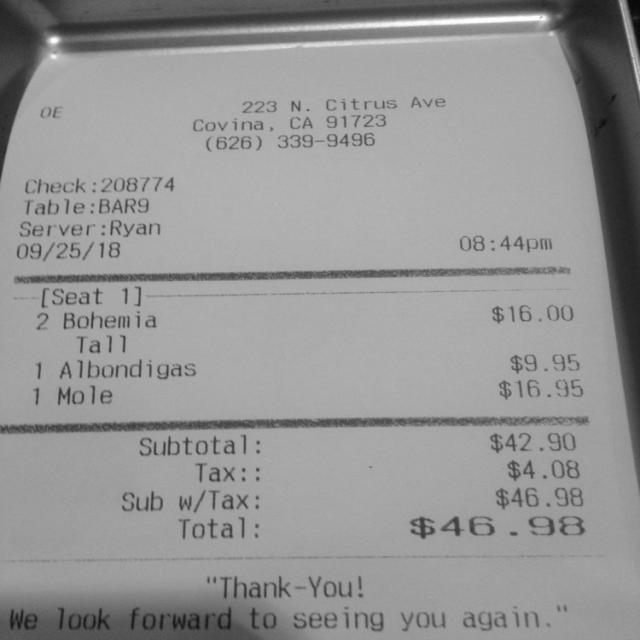 OE 223 N. Citrus Ave
Covina, CA 91723
(626) 339-9496
Check:208774
Table:BAR9
Server:Ryan
09/25/18 08:44pm
[Seat 1]
2 Bohemia $16.00
Tall
1 Albondigas $9.95
1 Mole $16.95
Subtotal: $42.90
Tax:: $4.08
Sub w/Tax: $46.98
Total: $46.98
"Thank-You!
We look forward to seeing you again."